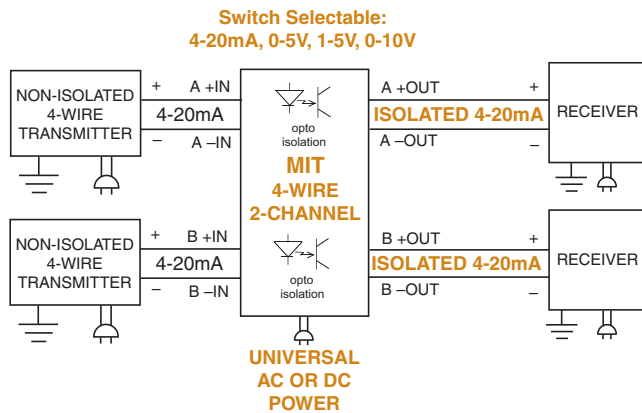 Switch Selectable:
4-20mA, 0-5V, 1-5V, 0-10V
NON-ISOLATED
4-WIRE
TRANSMITTER
+
A +IN
4-20mA
–
A –IN
opto
isolation
MIT
4-WIRE
2-CHANNEL
A +OUT
+
ISOLATED 4-20mA
A –OUT
–
RECEIVER
NON-ISOLATED
4-WIRE
TRANSMITTER
+
B +IN
4-20mA
–
B –IN
opto
isolation
B +OUT
+
ISOLATED 4-20mA
B –OUT
–
RECEIVER
UNIVERSAL
AC OR DC
POWER